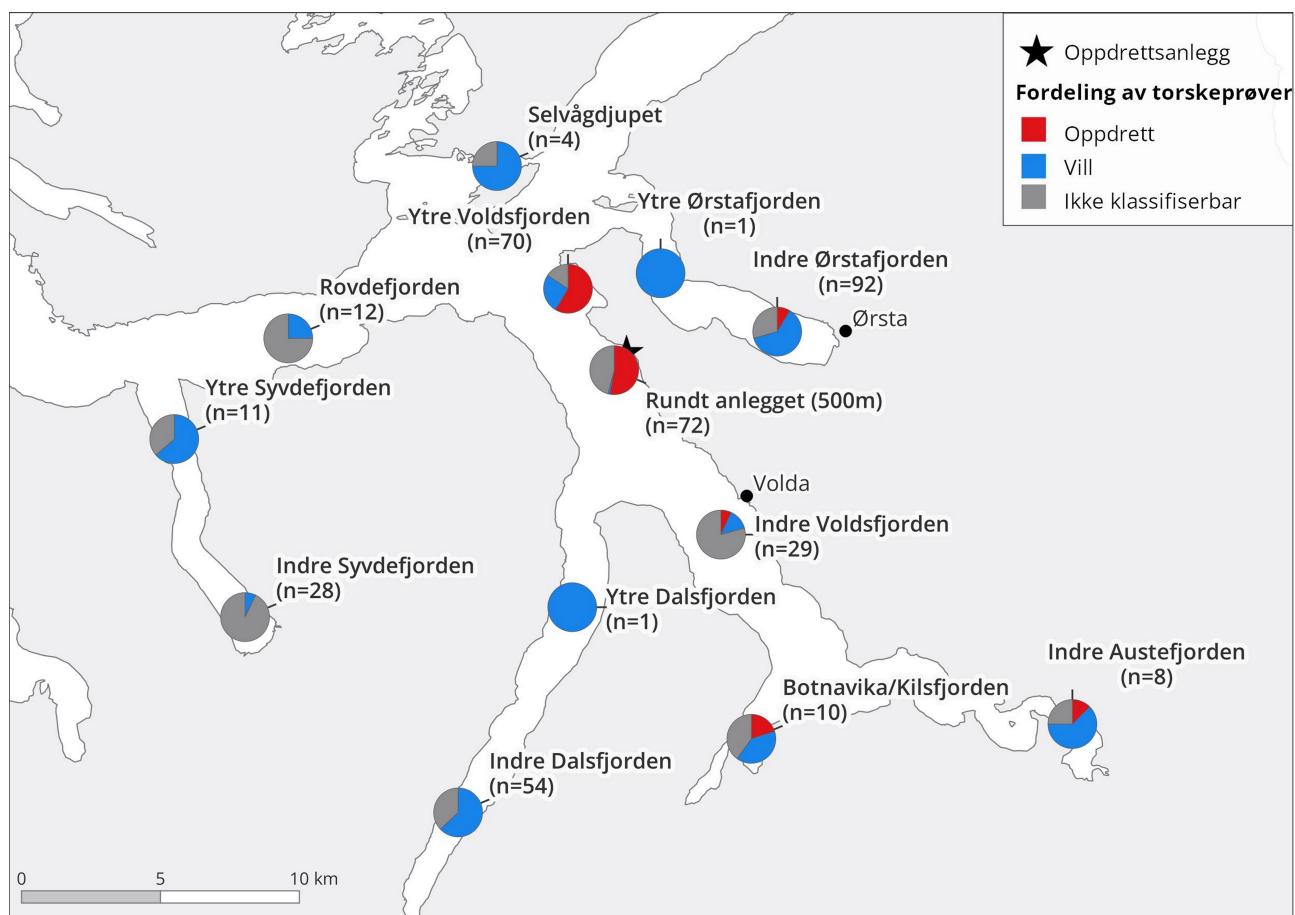 Oppdrettsanlegg
Fordeling av torskeprøver
Oppdrett
Vill
Ikke klassifiserbar
Selvågdjupet
(n=4)
Ytre Voldsfjorden
(n=70)
Ytre Ørstafjorden
(n=1)
Indre Ørstafjorden
(n=92)
Ørsta
Rovdefjorden
(n=12)
Ytre Syvdefjorden
(n=11)
Rundt anlegget (500m)
(n=72)
Volda
Indre Voldsfjorden
(n=29)
Indre Syvdefjorden
(n=28)
Ytre Dalsfjorden
(n=1)
Indre Austefjorden
(n=8)
Botnavika/Kilsfjorden
(n=10)
Indre Dalsfjorden
(n=54)
0 5 10 km